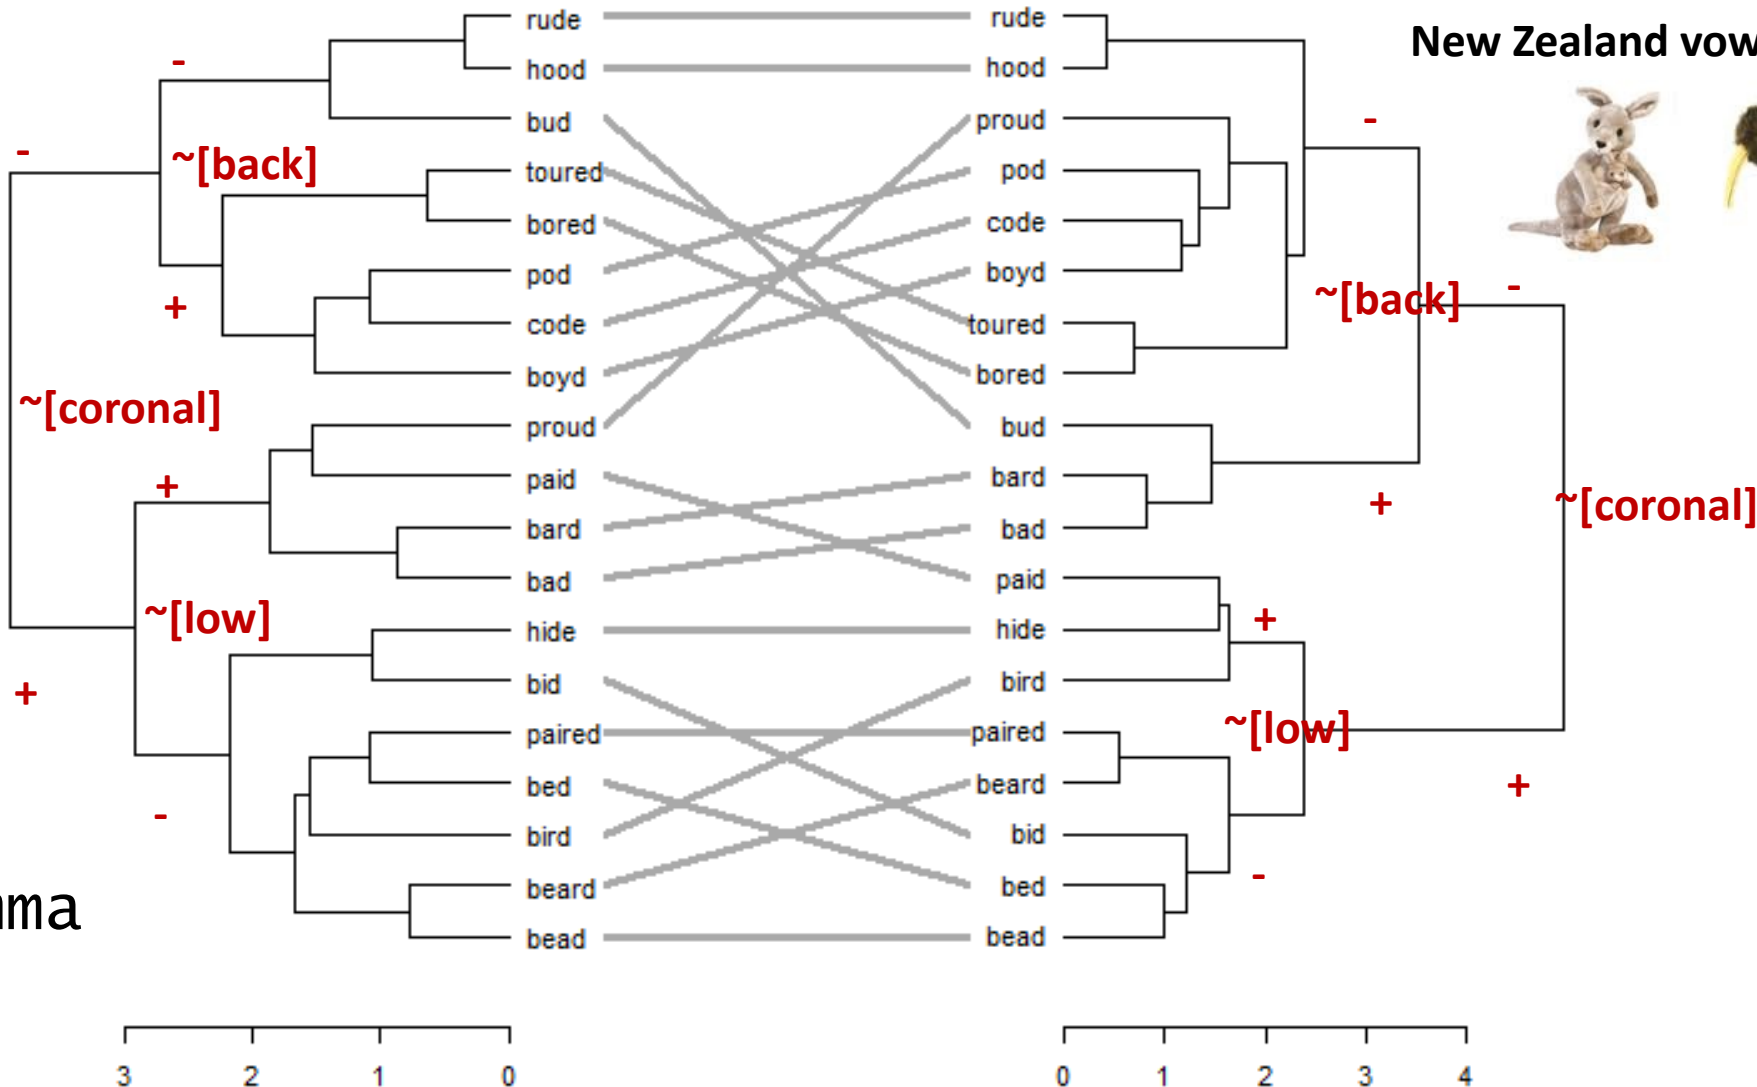 New Zealand vow
rude rude
hood hood
bud proud
toured pod
bored code
pod boyd
code toured
boyd bored
proud bud
paid bard
bard bad
bad paid
hide hide
bid bird
paired paired
bed beard
bird bid
beard bed
bead bead
-
-
~[back]
+
~[coronal]
+
~[low]
+
-
-
~[back]
-
+
~[coronal]
+
~[low]
+
-
mma
3 2 1 0
0 1 2 3 4